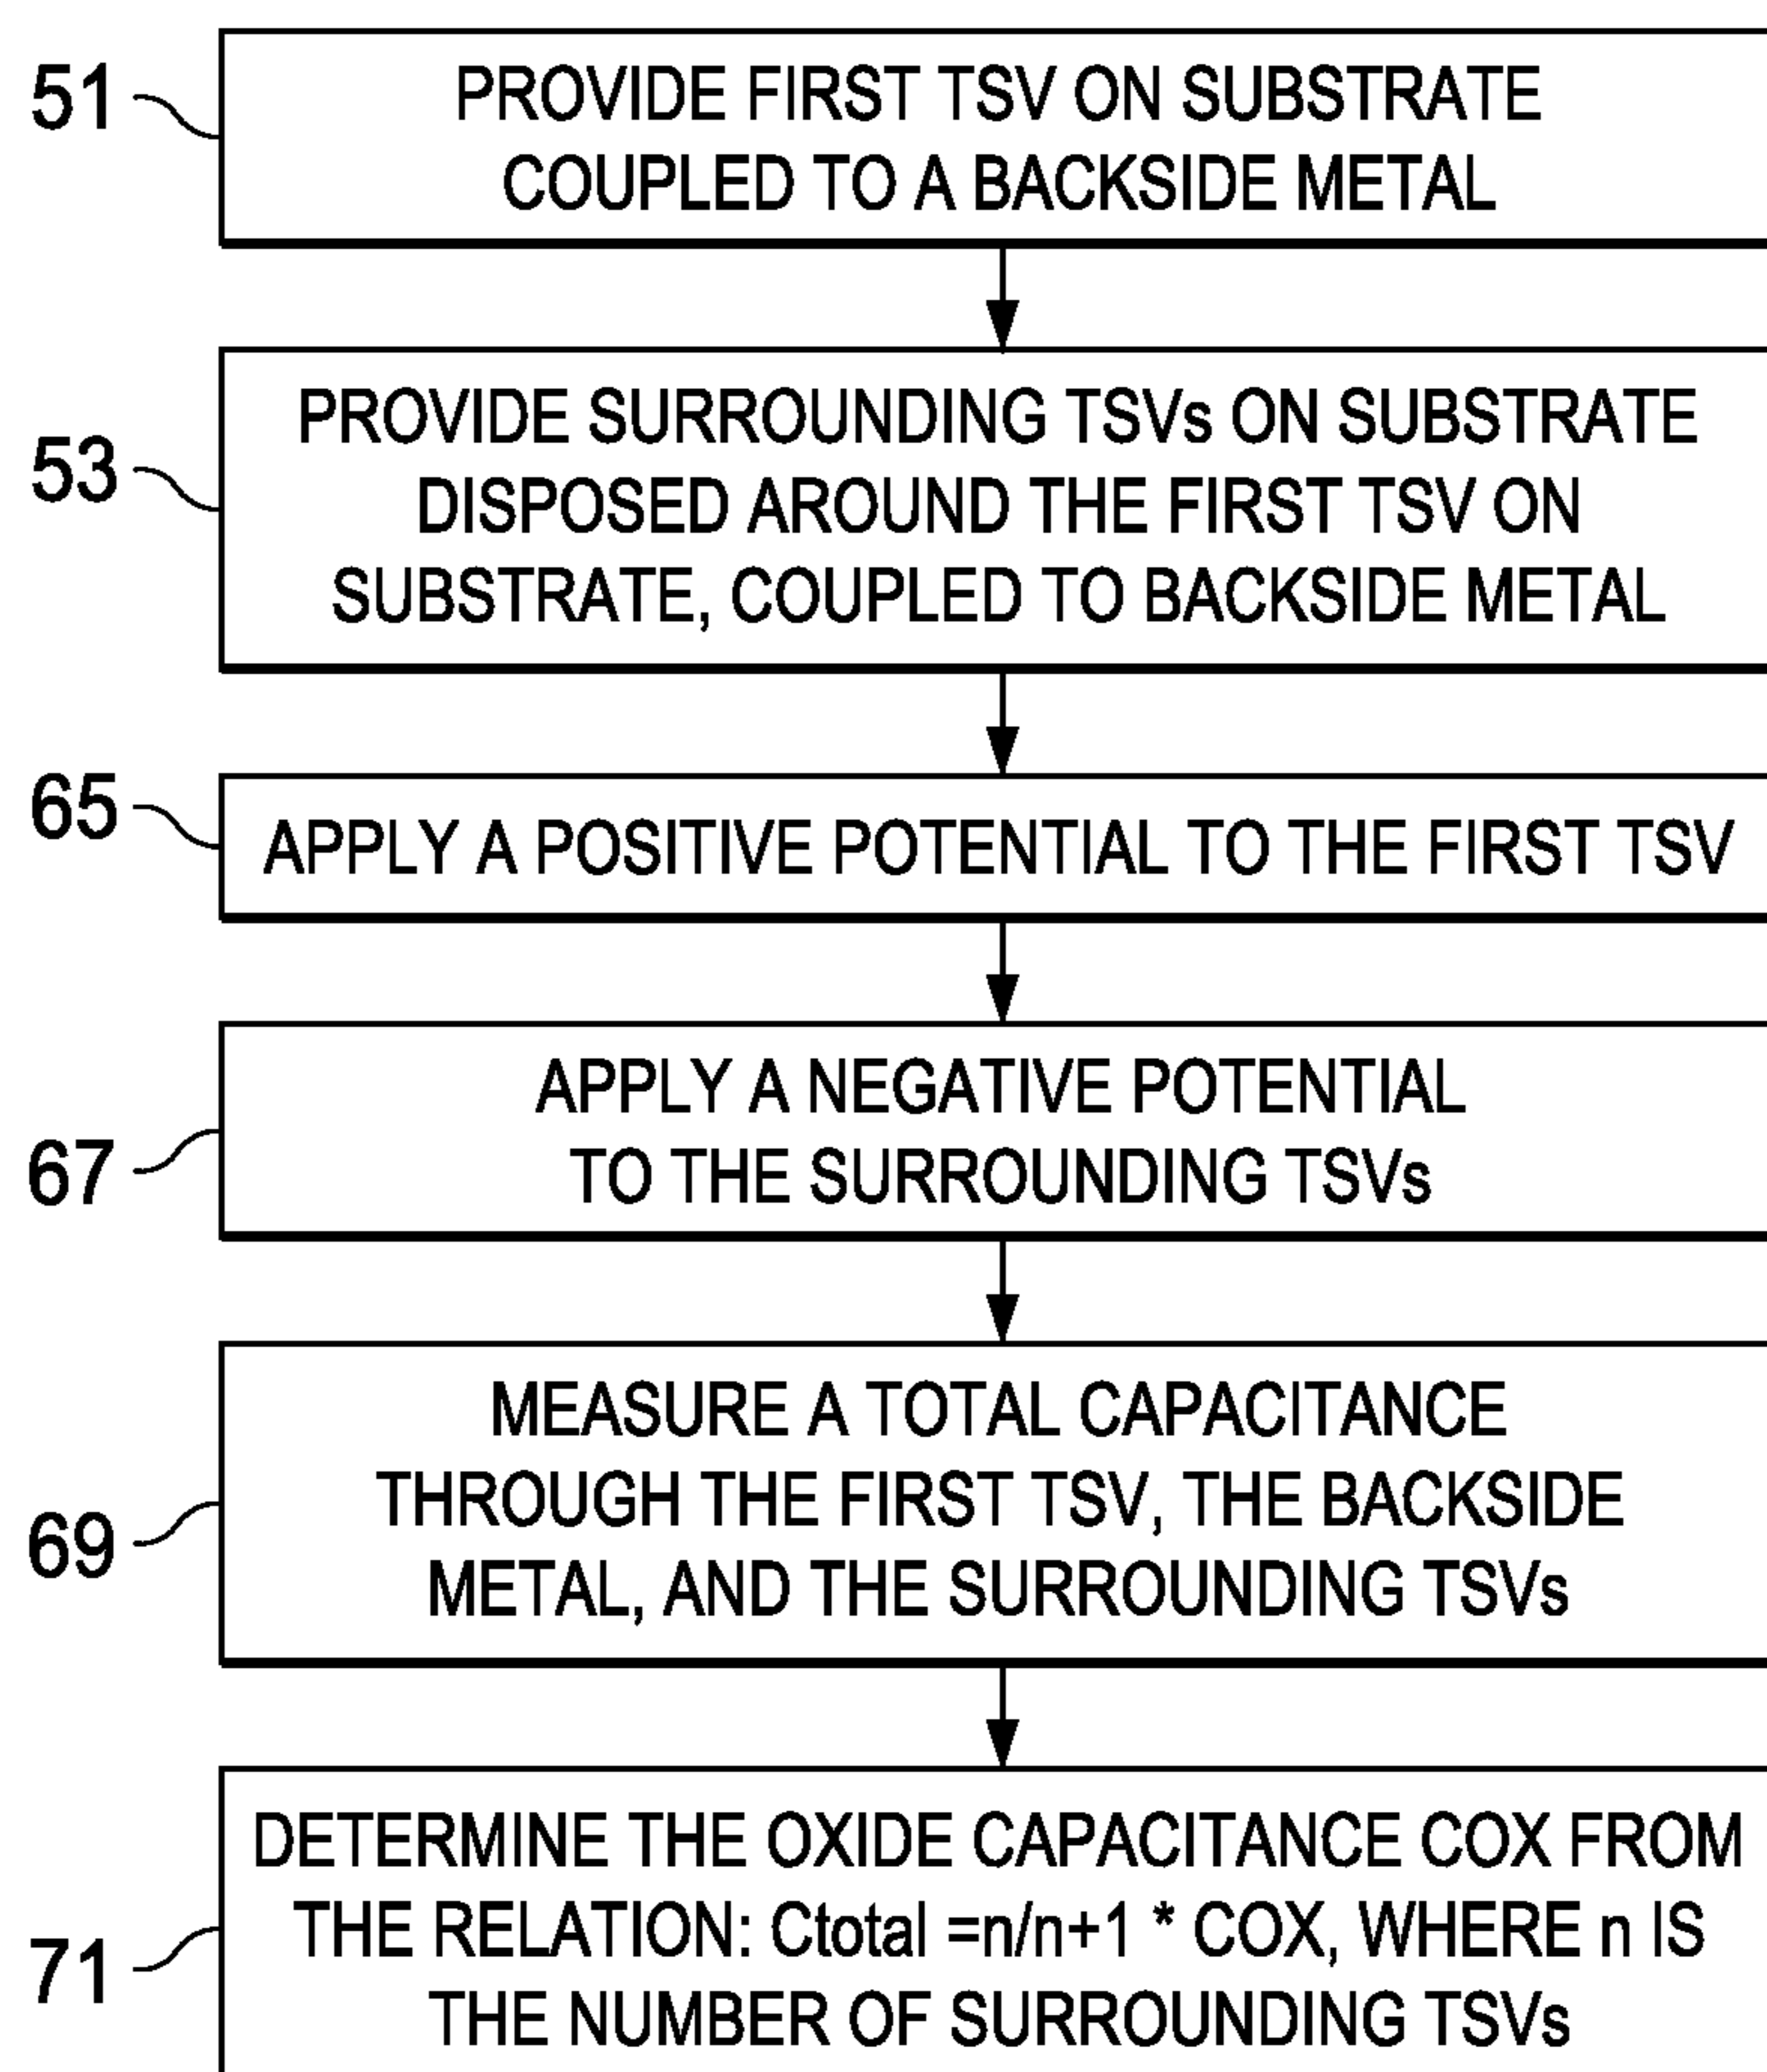 51
PROVIDE FIRST TSV ON SUBSTRATE
COUPLED TO A BACKSIDE METAL
53
PROVIDE SURROUNDING TSVs ON SUBSTRATE
DISPOSED AROUND THE FIRST TSV ON
SUBSTRATE, COUPLED TO BACKSIDE METAL
65
APPLY A POSITIVE POTENTIAL TO THE FIRST TSV
67
APPLY A NEGATIVE POTENTIAL
TO THE SURROUNDING TSVs
69
MEASURE A TOTAL CAPACITANCE
THROUGH THE FIRST TSV, THE BACKSIDE
METAL, AND THE SURROUNDING TSVs
71
DETERMINE THE OXIDE CAPACITANCE COX FROM
THE RELATION: Ctotal =n/n+1 * COX, WHERE n IS
THE NUMBER OF SURROUNDING TSVs